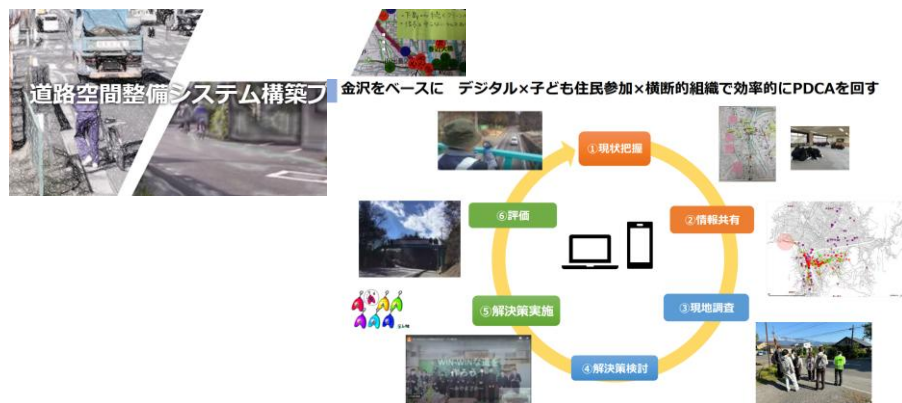 道路空間整備システム構築プ
金沢をベースに デジタル×子ども住民参加×横断的組織で効率的にPDCAを回す
①現状把握
②情報共有
③現地調査
④解決策検討
⑤解決策実施
⑥評価